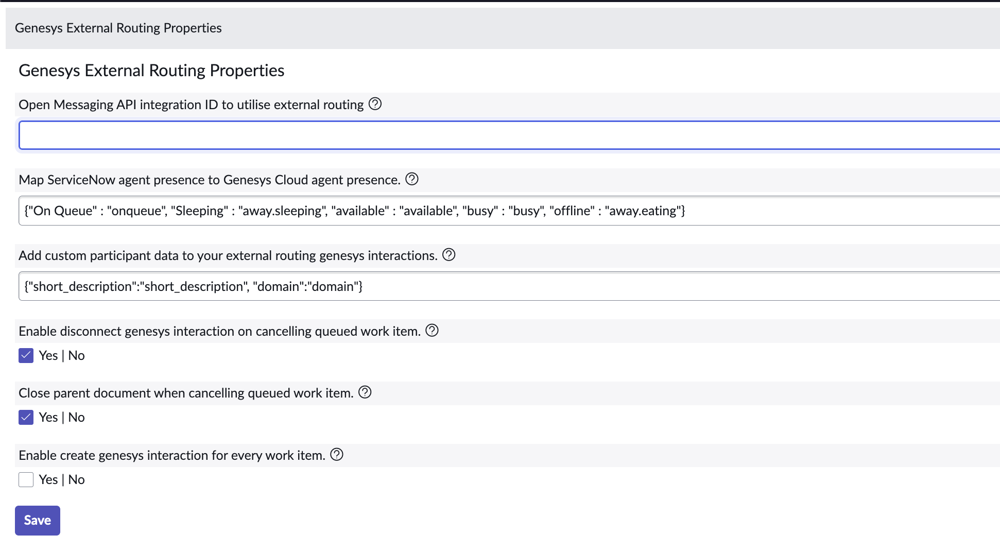 Genesys External Routing Properties
Genesys External Routing Properties
Open Messaging API integration ID to utilise external routing ?
Map ServiceNow agent presence to Genesys Cloud agent presence. ?
{"On Queue" : "onqueue", "Sleeping" : "away.sleeping", "available" : "available", "busy" : "busy", "offline" : "away.eating"}
Add custom participant data to your external routing genesys interactions. ?
{"short_description":"short_description", "domain":"domain"}
Enable disconnect genesys interaction on cancelling queued work item. ?
Yes | No
Close parent document when cancelling queued work item. ?
Yes | No
Enable create genesys interaction for every work item. ?
Yes | No
Save